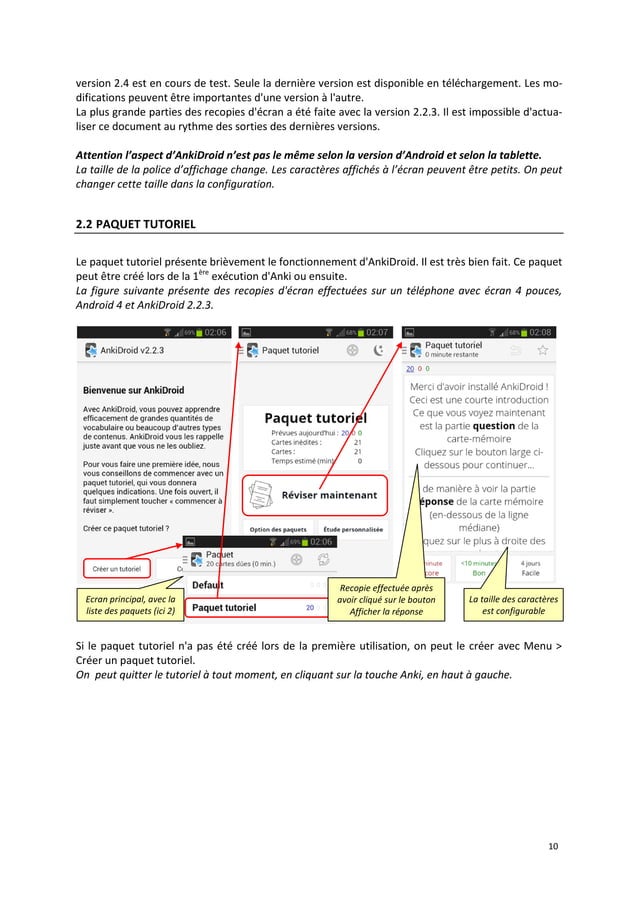 version 2.4 est en cours de test. Seule la dernière version est disponible en téléchargement. Les mo-
difications peuvent être importantes d'une version à l'autre.
La plus grande parties des recopies d'écran a été faite avec la version 2.2.3. Il est impossible d'actua-
liser ce document au rythme des sorties des dernières versions.
Attention l'aspect d'AnkiDroid n'est pas le même selon la version d'Android et selon la tablette.
La taille de la police d'affichage change. Les caractères affichés à l'écran peuvent être petits. On peut
changer cette taille dans la configuration.
2.2 PAQUET TUTORIEL
Le paquet tutoriel présente brièvement le fonctionnement d'AnkiDroid. Il est très bien fait. Ce paquet
peut être créé lors de la 1ère exécution d'Anki ou ensuite.
La figure suivante présente des recopies d'écran effectuées sur un téléphone avec écran 4 pouces,
Android 4 et AnkiDroid 2.2.3.
69% 02:06
AnkiDroid v2.2.3
Bienvenue sur AnkiDroid
Avec AnkiDroid, vous pouvez apprendre
efficacement de grandes quantités de
vocabulaire ou beaucoup d'autres types
de contenus. AnkiDroid vous les rappelle
juste avant que vous ne les oubliez.
Pour vous faire une première idée, nous
vous conseillons de commencer avec un
paquet tutoriel, qui vous donnera
quelques indications. Une fois ouvert, il
faut simplement toucher « commencer à
réviser ».
Créer ce paquet tutoriel ?
Créer un tutoriel
68% 02:07
Paquet tutoriel
Paquet tutoriel
Prévues aujourd'hui : 20 0 0
Cartes inédites : 21
Cartes : 21
Temps estimé (min) 0
Réviser maintenant
Option des paquets
Étude personnalisée
69% 02:06
Paquet
20 cartes dûes (0 min.)
Default
Paquet tutoriel 20
68% 02:08
Paquet tutoriel
0 minute restante
20 0 0
Merci d'avoir installé AnkiDroid !
Ceci est une courte introduction
Ce que vous voyez maintenant
est la partie question de la
carte-mémoire
Cliquez sur le bouton large ci-
dessous pour continuer...
de manière à voir la partie
réponse de la carte mémoire
(en-dessous de la ligne
médiane)
quez sur le plus à droite des
minute
core
<10 minutes
Bon
4 jours
Facile
Ecran principal, avec la
liste des paquets (ici 2)
Recopie effectuée après
avoir cliqué sur le bouton
Afficher la réponse
La taille des caractères
est configurable
Si le paquet tutoriel n'a pas été créé lors de la première utilisation, on peut le créer avec Menu >
Créer un paquet tutoriel.
On peut quitter le tutoriel à tout moment, en cliquant sur la touche Anki, en haut à gauche.
10